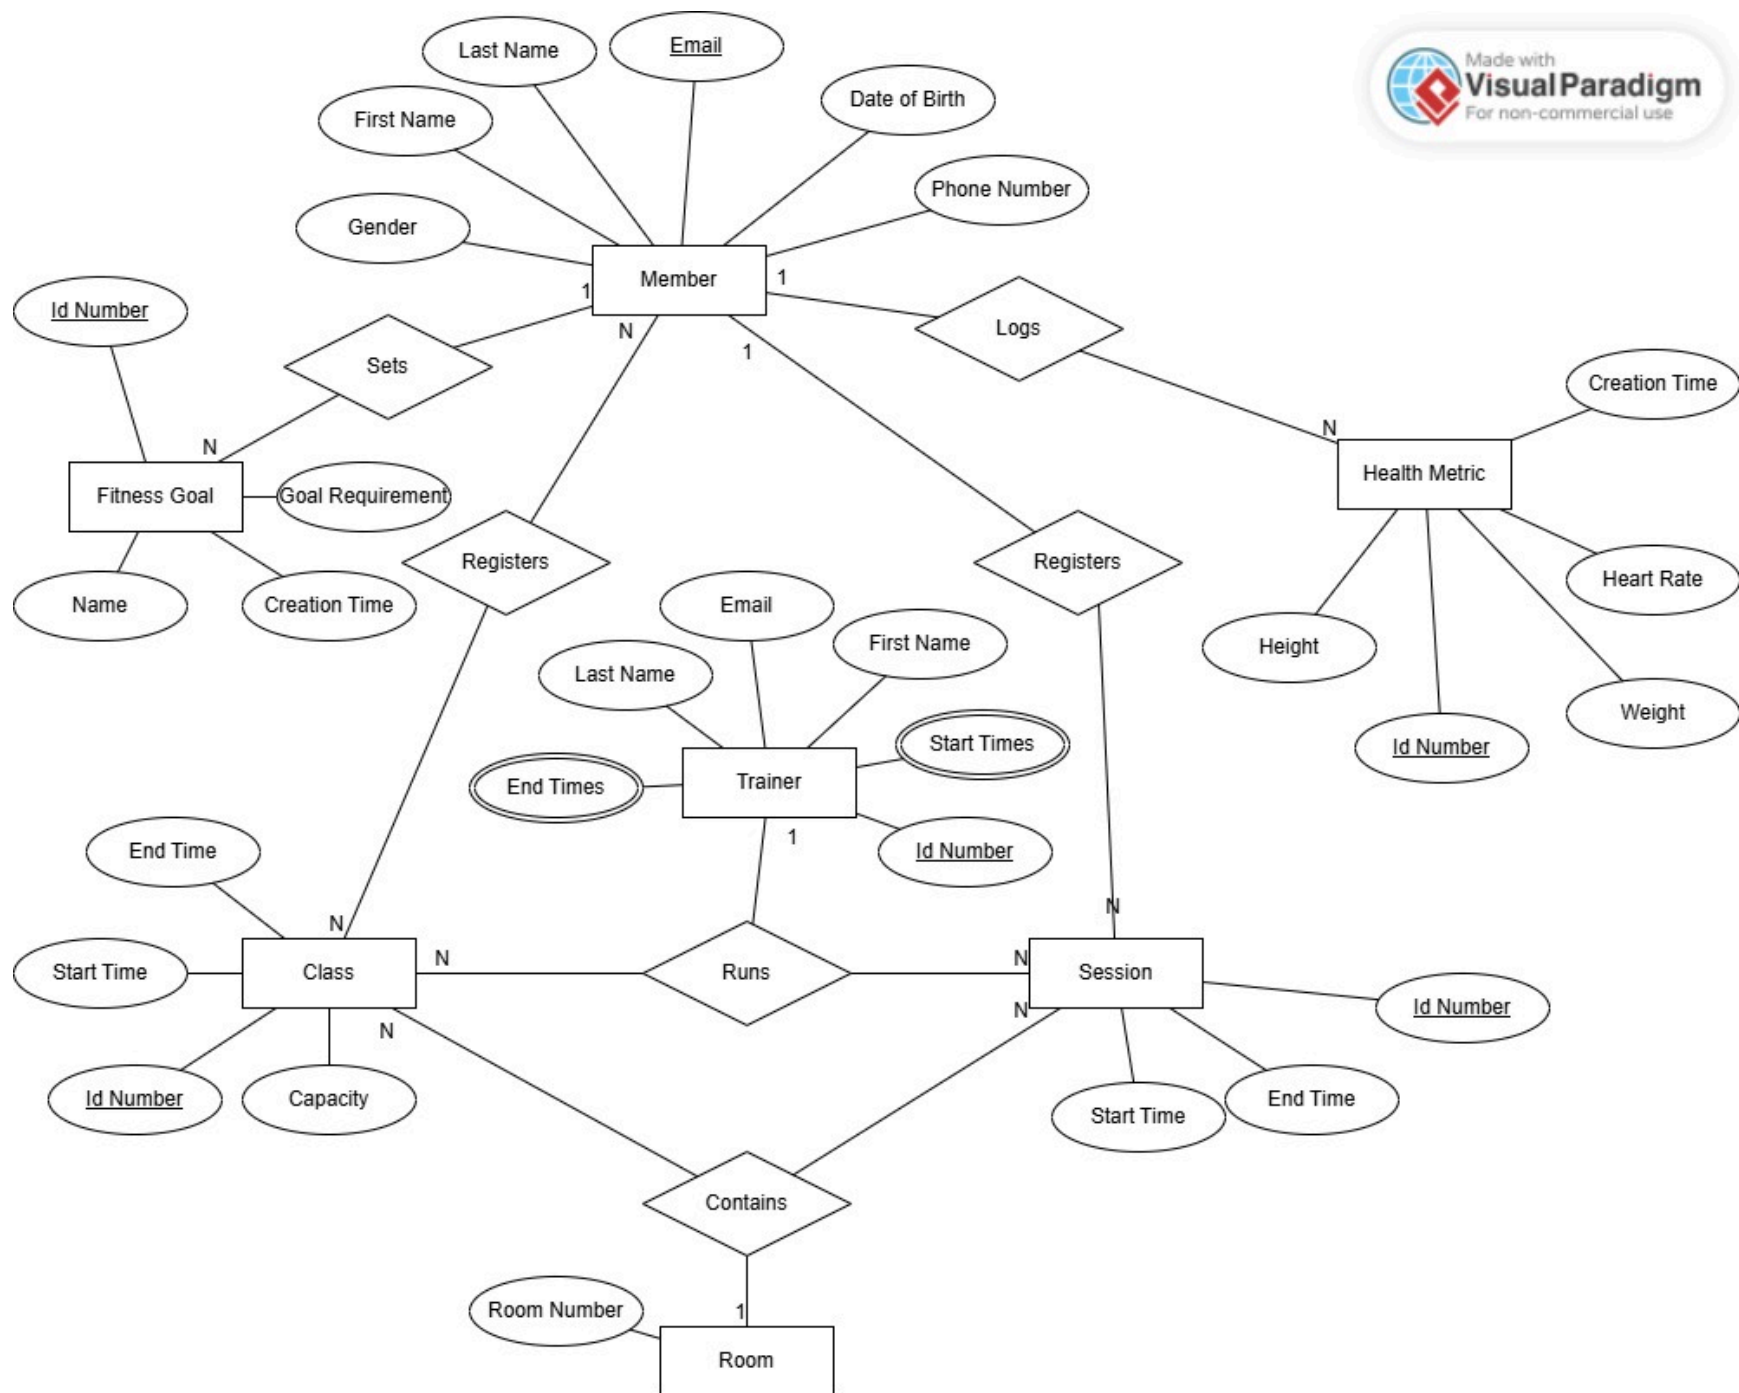 Last Name
Email
Made with
Visual Paradigm
For non-commercial use
Date of Birth
First Name
Phone Number
Gender
Member
1
1
N
1
Id Number
Sets
Logs
Creation Time
N
N
Fitness Goal
Goal Requirement
Health Metric
Registers
Registers
Name
Creation Time
Email
Heart Rate
First Name
Height
Last Name
Weight
Start Times
Id Number
End Times
Trainer
1
End Time
Id Number
N
N
N
N
Start Time
Class
Runs
Session
N
N
Id Number
Id Number
Capacity
Start Time
End Time
Contains
Room Number
1
Room